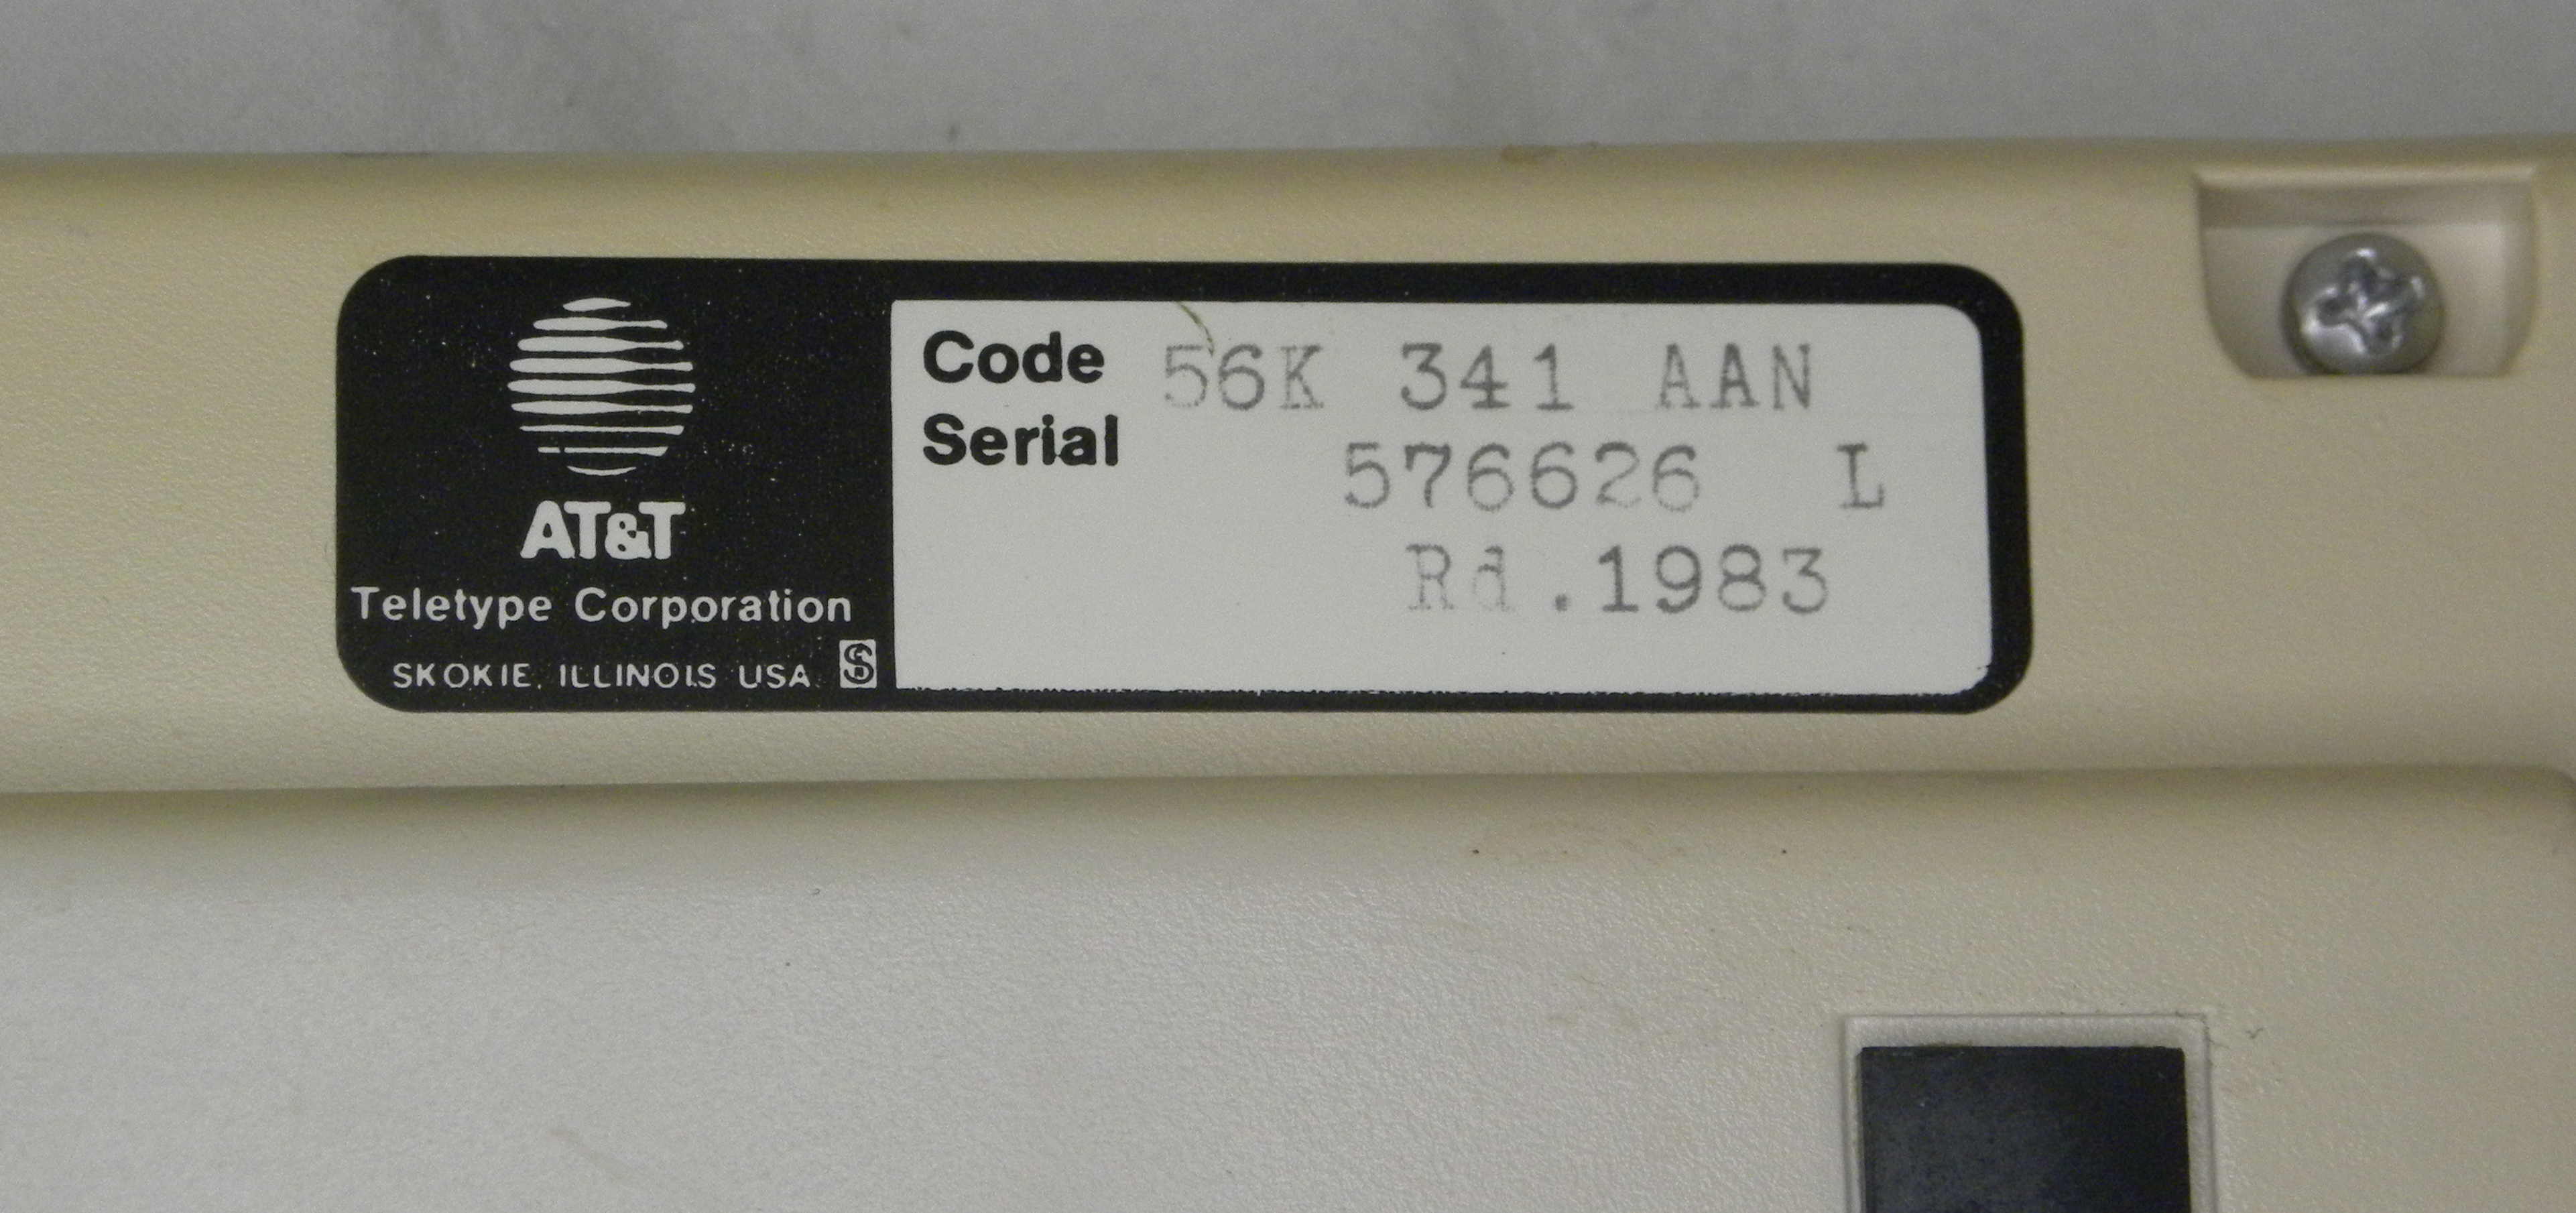 AT&T
Teletype Corporation
SKOKIE, ILLINOIS USA
Code 56K 341 AAN
Serial 576626 L
Rd.1983